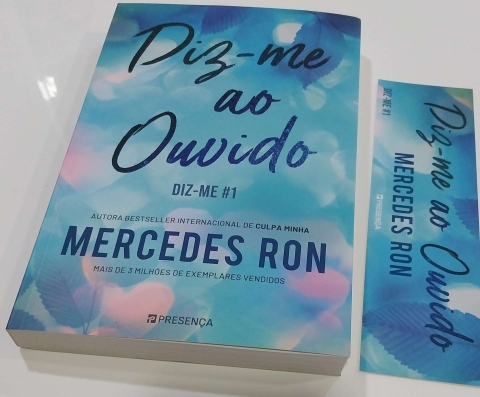 Diz-me
ao
Ouvido
DIZ-ME #1
AUTORA BESTSELLER INTERNACIONAL DE CULPA MINHA
MERCEDES RON
MAIS DE 3 MILHÕES DE EXEMPLARES VENDIDOS
PRESENÇA
Diz-me ao Ouvido
DIZ-ME #1
MERCEDES RON
PRESENÇA